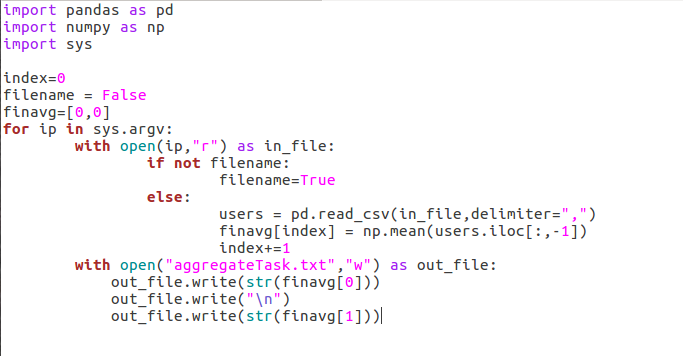 import pandas as pd
import numpy as np
import sys

index=0
filename = False
finavg=[0,0]
for ip in sys.argv:
        with open(ip,"r") as in_file:
                if not filename:
                        filename=True
                else:
                        users = pd.read_csv(in_file,delimiter=",")
                        finavg[index] = np.mean(users.iloc[:,-1])
                        index+=1
        with open("aggregateTask.txt","w") as out_file:
            out_file.write(str(finavg[0]))
            out_file.write("\n")
            out_file.write(str(finavg[1]))